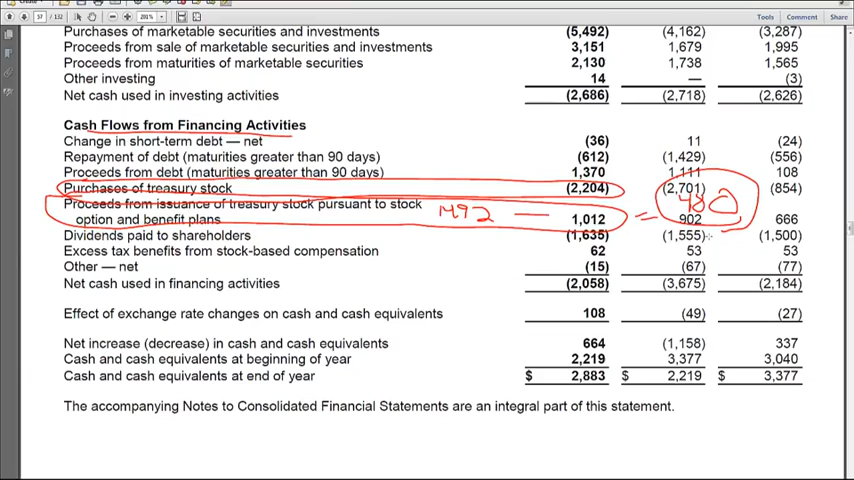 Create
37 / 132
201%
Tools Comment Share
Purchases of marketable securities and investments (5,492) (4,162) (3,287)
Proceeds from sale of marketable securities and investments 3,151 1,679 1,995
Proceeds from maturities of marketable securities 2,130 1,738 1,565
Other investing 14 — (3)
Net cash used in investing activities (2,686) (2,718) (2,626)
Cash Flows from Financing Activities
Change in short-term debt — net (36) 11 (24)
Repayment of debt (maturities greater than 90 days) (612) (1,429) (556)
Proceeds from debt (maturities greater than 90 days) 1,370 1,111 108
Purchases of treasury stock (2,204) (2,701) (854)
Proceeds from issuance of treasury stock pursuant to stock
option and benefit plans 1492 — 1,012 = 480 902 666
Dividends paid to shareholders (1,635) (1,555) (1,500)
Excess tax benefits from stock-based compensation 62 53 53
Other — net (15) (67) (77)
Net cash used in financing activities (2,058) (3,675) (2,184)
Effect of exchange rate changes on cash and cash equivalents 108 (49) (27)
Net increase (decrease) in cash and cash equivalents 664 (1,158) 337
Cash and cash equivalents at beginning of year 2,219 3,377 3,040
Cash and cash equivalents at end of year $ 2,883 $ 2,219 $ 3,377
The accompanying Notes to Consolidated Financial Statements are an integral part of this statement.